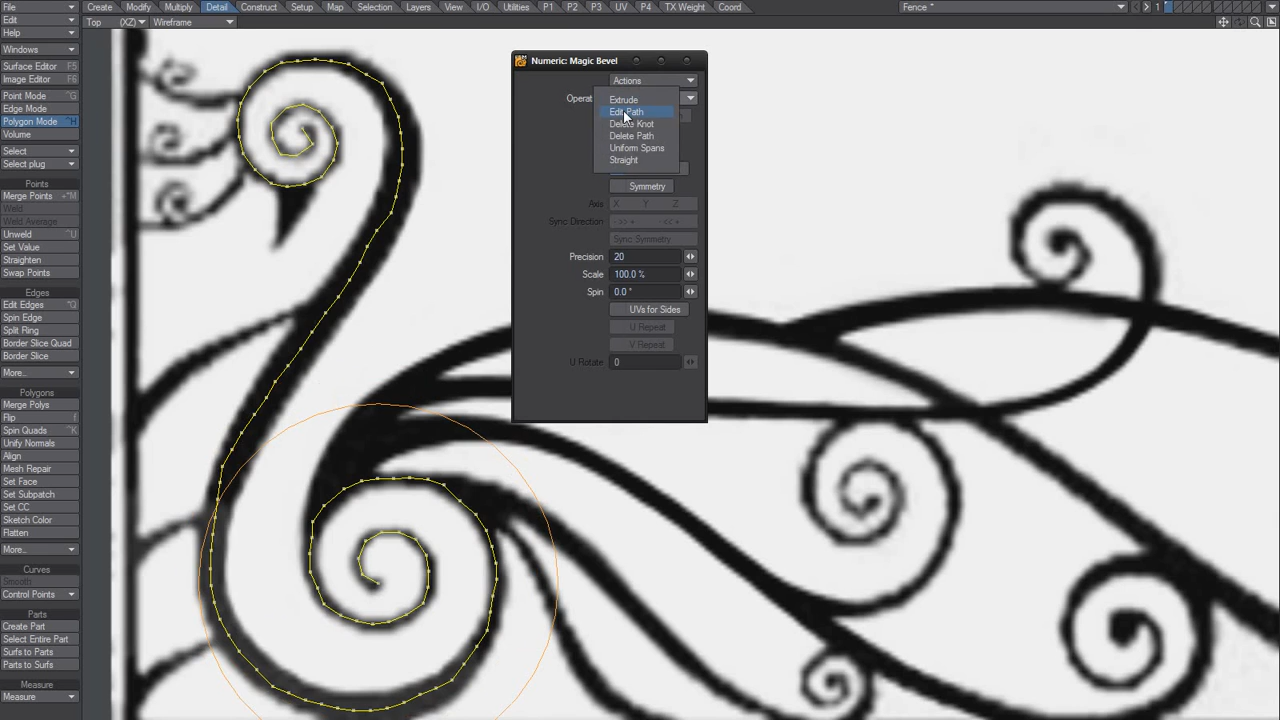 File
Modify
Multiply
Detail
Construct
Setup
Map
Selection
Layers
View
I/O
Utilities
P1
P2
P3
UV
P4
TX Weight
Coord
Create
Fence *
1
Edit
Help
Windows
Top
(XZ)
Wireframe
Surface Editor F5
Image Editor F6
Point Mode ^G
Edge Mode
Polygon Mode ^H
Volume
Select
Select plug
Points
Merge Points +^M
Weld
Weld Average
Unweld ^U
Set Value
Straighten
Swap Points
Edges
Edit Edges ^Q
Spin Edge
Split Ring
Border Slice Quad
Border Slice
More...
Polygons
Merge Polys
Flip f
Spin Quads ^K
Unify Normals
Align
Mesh Repair
Set Face
Set Subpatch
Set CC
Sketch Color
Flatten
More...
Curves
Smooth
Control Points
Parts
Create Part
Select Entire Part
Surfs to Parts
Parts to Surfs
Measure
Measure
Numeric: Magic Bevel
Actions
Operat
Extrude
Edit Path
Delete Knot
Delete Path
Uniform Spans
Straight
Symmetry
Axis X Y Z
Sync Direction - >> + - << +
Sync Symmetry
Precision 20
Scale 100.0 %
Spin 0.0 °
UVs for Sides
U Repeat
V Repeat
U Rotate 0